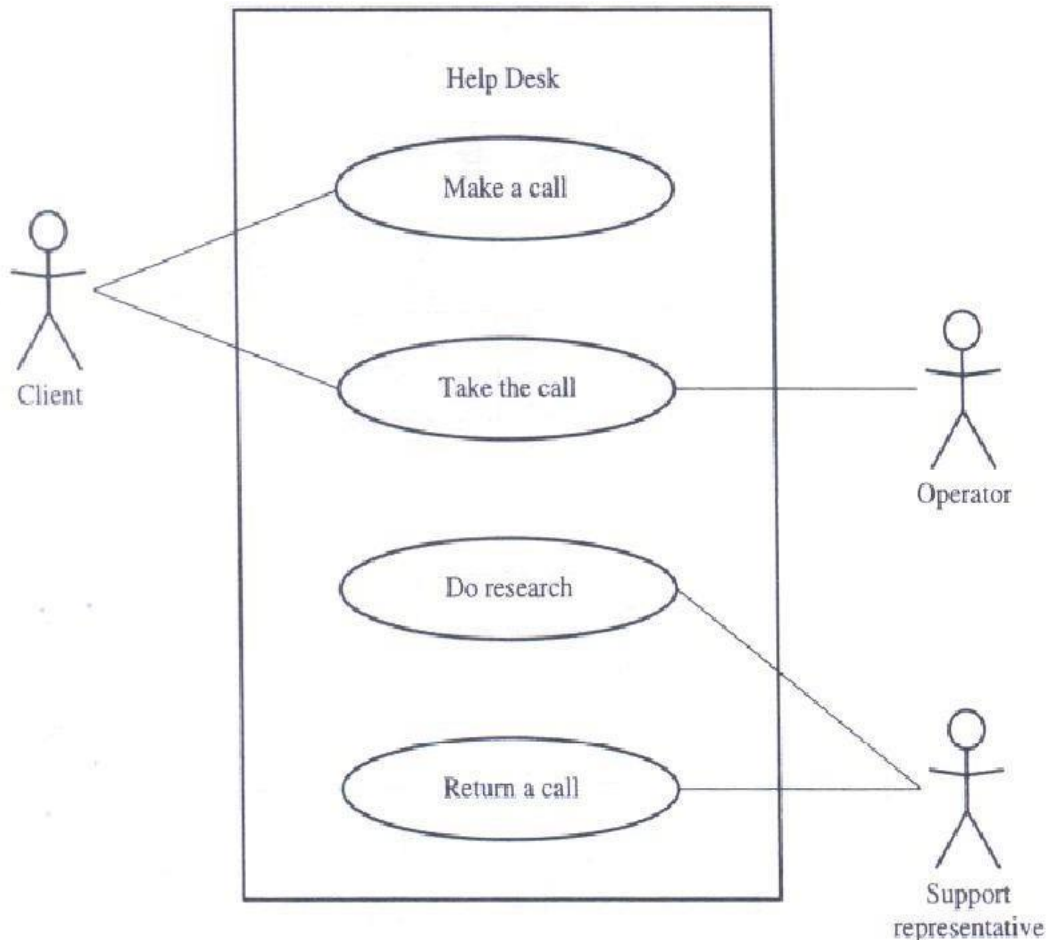 Help Desk
Make a call
Client
Take the call
Operator
Do research
Return a call
Support
representative